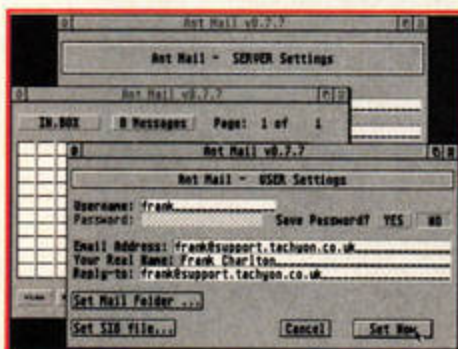 Ant Mail v0.7.7
Ant Mail - SERVER Settings
Ant Mail v0.7.7
IN.BOX 0 Messages Page: 1 of 1
Ant Mail v0.7.7
Ant Mail - USER Settings
Username: frank
Password:
Save Password? YES NO
Email Address: frank@support.tachyon.co.uk
Your Real Name: Frank Charlton
Reply-to: frank@support.tachyon.co.uk
Set Mail Folder ...
Set SIG file...
Cancel
Set Now